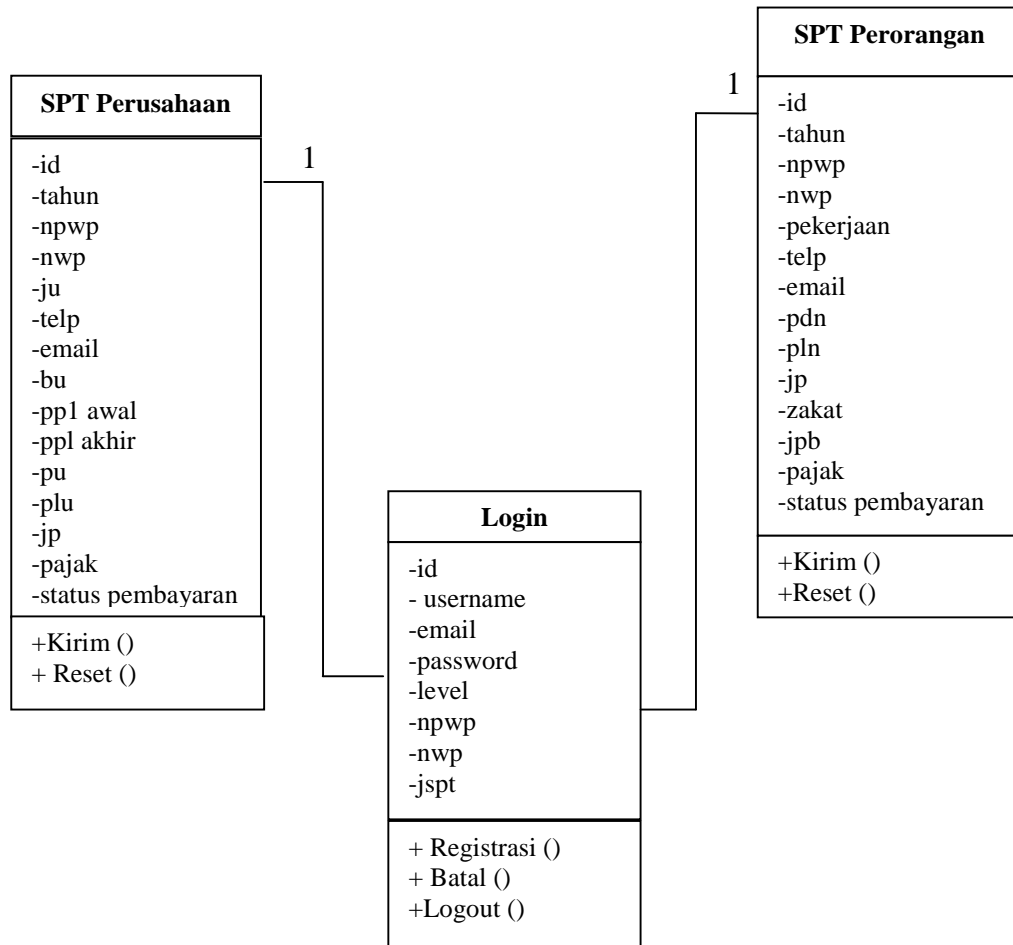 SPT Perusahaan
-id
-tahun
-npwp
-nwp
-ju
-telp
-email
-bu
-pp1 awal
-ppl akhir
-pu
-plu
-jp
-pajak
-status pembayaran
+Kirim ()
+ Reset ()
1
SPT Perorangan
-id
-tahun
-npwp
-nwp
-pekerjaan
-telp
-email
-pdn
-pln
-jp
-zakat
-jpb
-pajak
-status pembayaran
+Kirim ()
+Reset ()
1
Login
-id
- username
-email
-password
-level
-npwp
-nwp
-jspt
+ Registrasi ()
+ Batal ()
+Logout ()